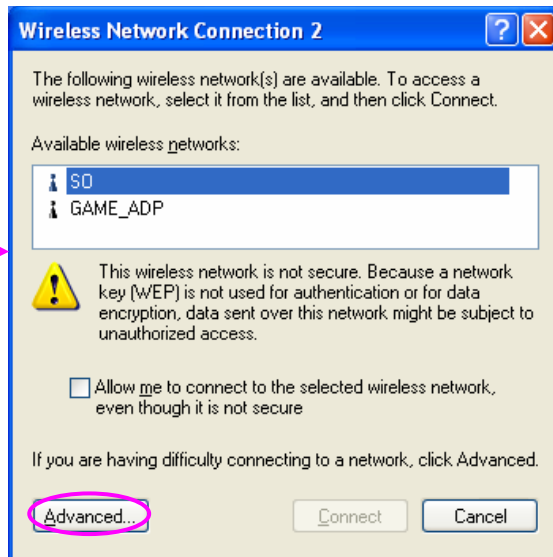 Wireless Network Connection 2
The following wireless network(s) are available. To access a
wireless network, select it from the list, and then click Connect.
Available wireless networks:
SO
GAME_ADP
This wireless network is not secure. Because a network
key (WEP) is not used for authentication or for data
encryption, data sent over this network might be subject to
unauthorized access.
Allow me to connect to the selected wireless network,
even though it is not secure
If you are having difficulty connecting to a network, click Advanced.
Advanced... Connect Cancel